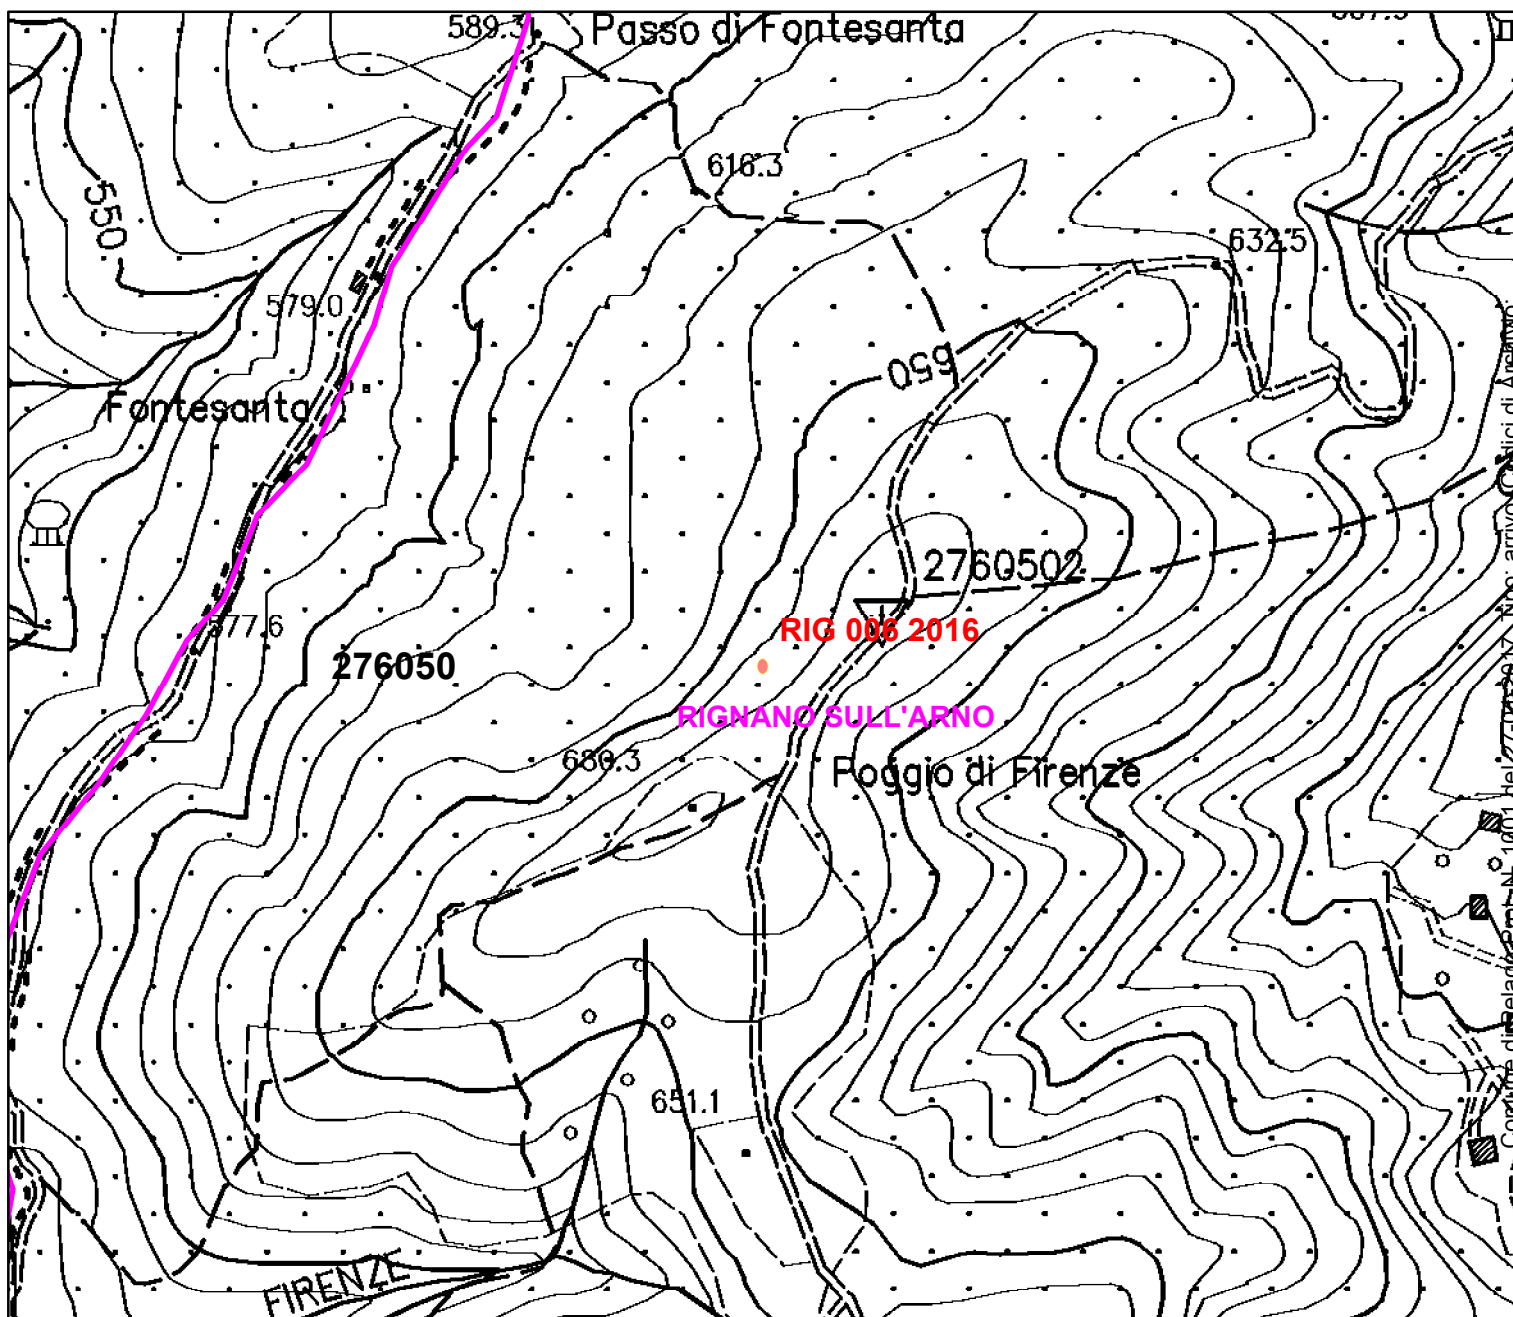 589.3
Passo di Fontesanta
616.3
550
632.5
579.0
650
Fontesanta
2760502
577.6
RIG 006 2016
276050
RIGNANO SULL'ARNO
680.3
Poggio di Firenze
651.1
FIRENZE